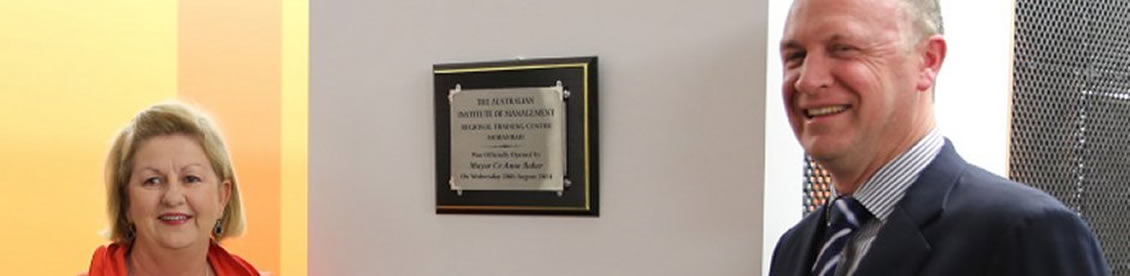 THE AUSTRALIAN
INSTITUTE OF MANAGEMENT
REGIONAL TRAINING CENTRE
MORANBAH
Was Officially Opened by
Mayor Cr Anne Baker
On Wednesday 20th August 2014